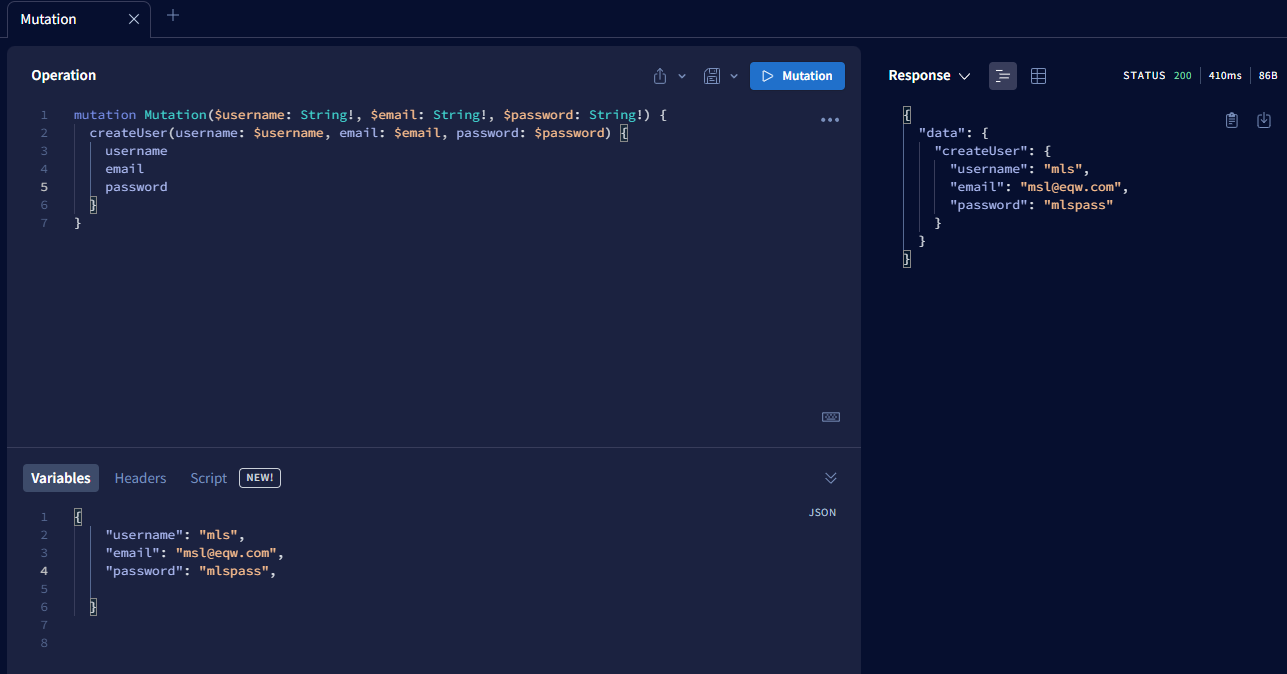 Mutation
Operation
Mutation
1 mutation Mutation($username: String!, $email: String!, $password: String!) {
2 createUser(username: $username, email: $email, password: $password) {
3 username
4 email
5 password
6 }
7 }
Variables Headers Script NEW!
JSON
1 {
2 "username": "mls",
3 "email": "msl@eqw.com",
4 "password": "mlspass",
5
6 }
7
8
Response STATUS 200 410ms 86B
{
"data": {
"createUser": {
"username": "mls",
"email": "msl@eqw.com",
"password": "mlspass"
}
}
}